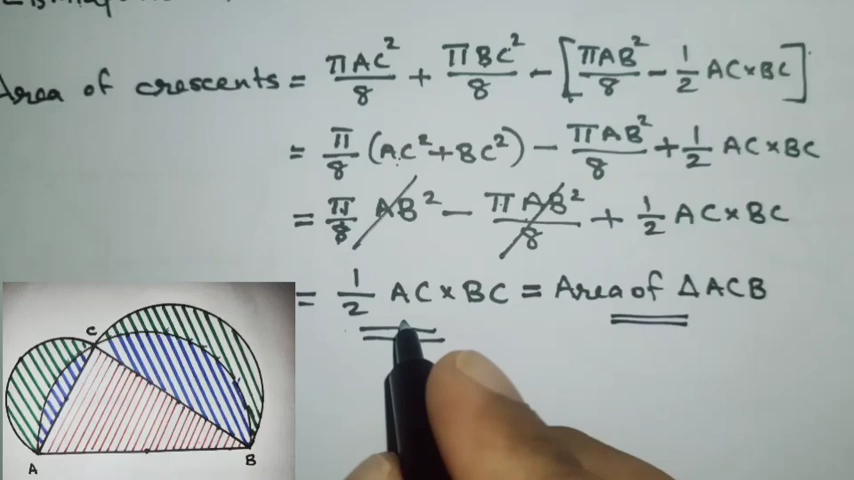 Area of crescents = πAC²/8 + πBC²/8 - [πAB²/8 - 1/2 AC×BC]
= π/8 (AC²+BC²) - πAB²/8 + 1/2 AC×BC
= π/8 AB² - πAB²/8 + 1/2 AC×BC
= 1/2 AC×BC = Area of ΔACB
C
A
B